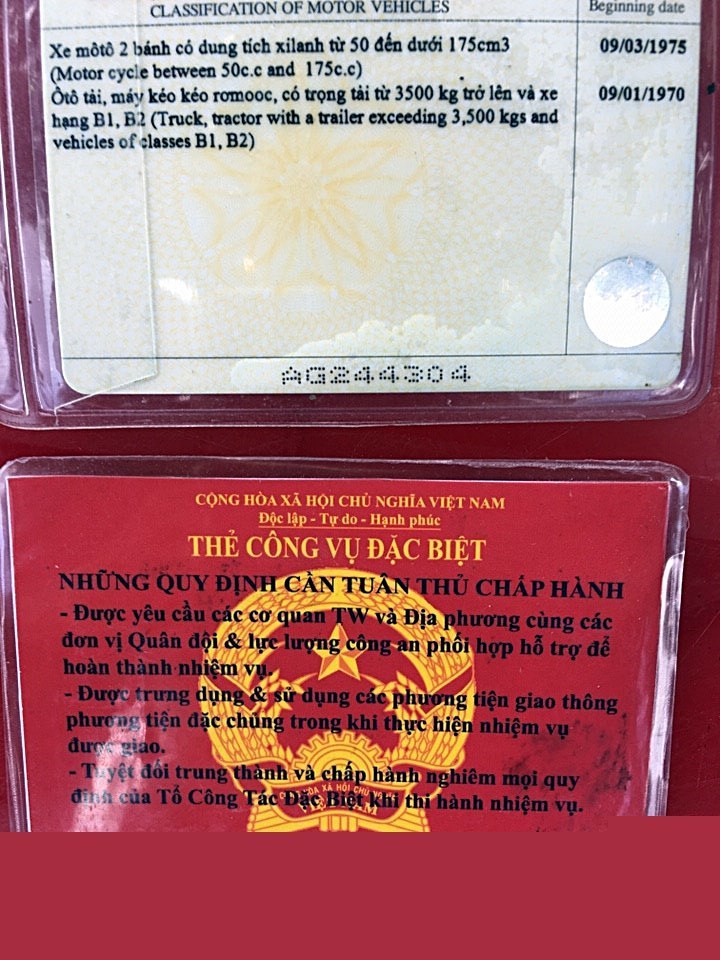 CLASSIFICATION OF MOTOR VEHICLES
Beginning date
Xe môtô 2 bánh có dung tích xilanh từ 50 đến dưới 175cm3
09/03/1975
(Motor cycle between 50c.c and 175c.c)
Ôtô tải, máy kéo kéo rơmooc, có trọng tải từ 3500 kg trở lên và xe
09/01/1970
hạng B1, B2 (Truck, tractor with a trailer exceeding 3,500 kgs and
vehicles of classes B1, B2)
AG244304
CỘNG HÒA XÃ HỘI CHỦ NGHĨA VIỆT NAM
Độc lập - Tự do - Hạnh phúc
THẺ CÔNG VỤ ĐẶC BIỆT
NHỮNG QUY ĐỊNH CẦN TUÂN THỦ CHẤP HÀNH
- Được yêu cầu các cơ quan TW và Địa phương cùng các
đơn vị Quân đội & lực lượng công an phối hợp hỗ trợ để
hoàn thành nhiệm vụ.
- Được trưng dụng & sử dụng các phương tiện giao thông
phương tiện đặc chủng trong khi thực hiện nhiệm vụ
được giao.
- Tuyệt đối trung thành và chấp hành nghiêm mọi quy
định của Tổ Công Tác Đặc Biệt khi thi hành nhiệm vụ.